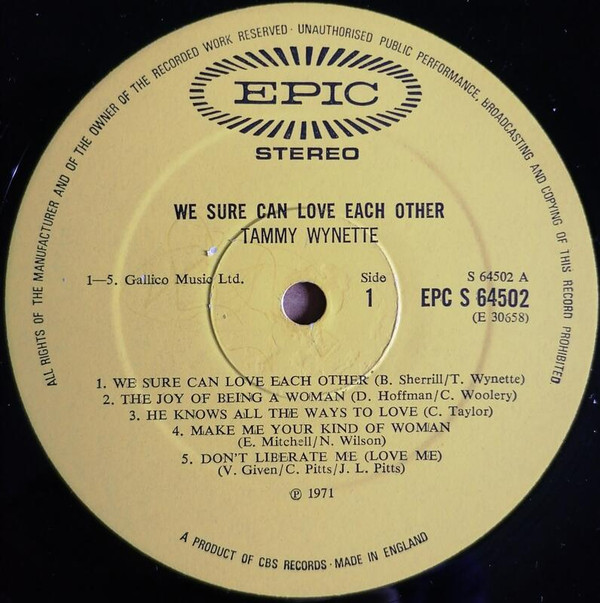 ALL RIGHTS OF THE MANUFACTURER AND OF THE OWNER OF THE RECORDED WORK RESERVED · UNAUTHORISED PUBLIC PERFORMANCE, BROADCASTING AND COPYING OF THIS RECORD PROHIBITED
EPIC
STEREO
WE SURE CAN LOVE EACH OTHER
TAMMY WYNETTE
1—5. Gallico Music Ltd.
Side
1
S 64502 A
EPC S 64502
(E 30658)
1. WE SURE CAN LOVE EACH OTHER (B. Sherrill/T. Wynette)
2. THE JOY OF BEING A WOMAN (D. Hoffman/C. Woolery)
3. HE KNOWS ALL THE WAYS TO LOVE (C. Taylor)
4. MAKE ME YOUR KIND OF WOMAN
(E. Mitchell/N. Wilson)
5. DON'T LIBERATE ME (LOVE ME)
(V. Given/C. Pitts/J. L. Pitts)
℗ 1971
A PRODUCT OF CBS RECORDS · MADE IN ENGLAND